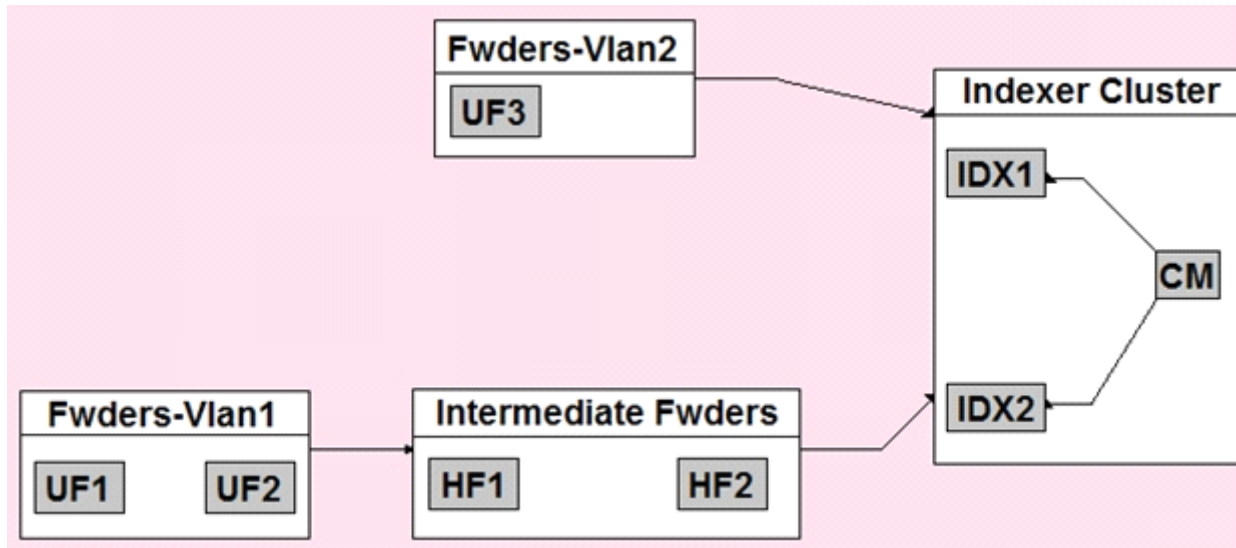 Fwders-Vlan2
UF3
Indexer Cluster
IDX1
CM
IDX2
Fwders-Vlan1
UF1 UF2
Intermediate Fwders
HF1 HF2